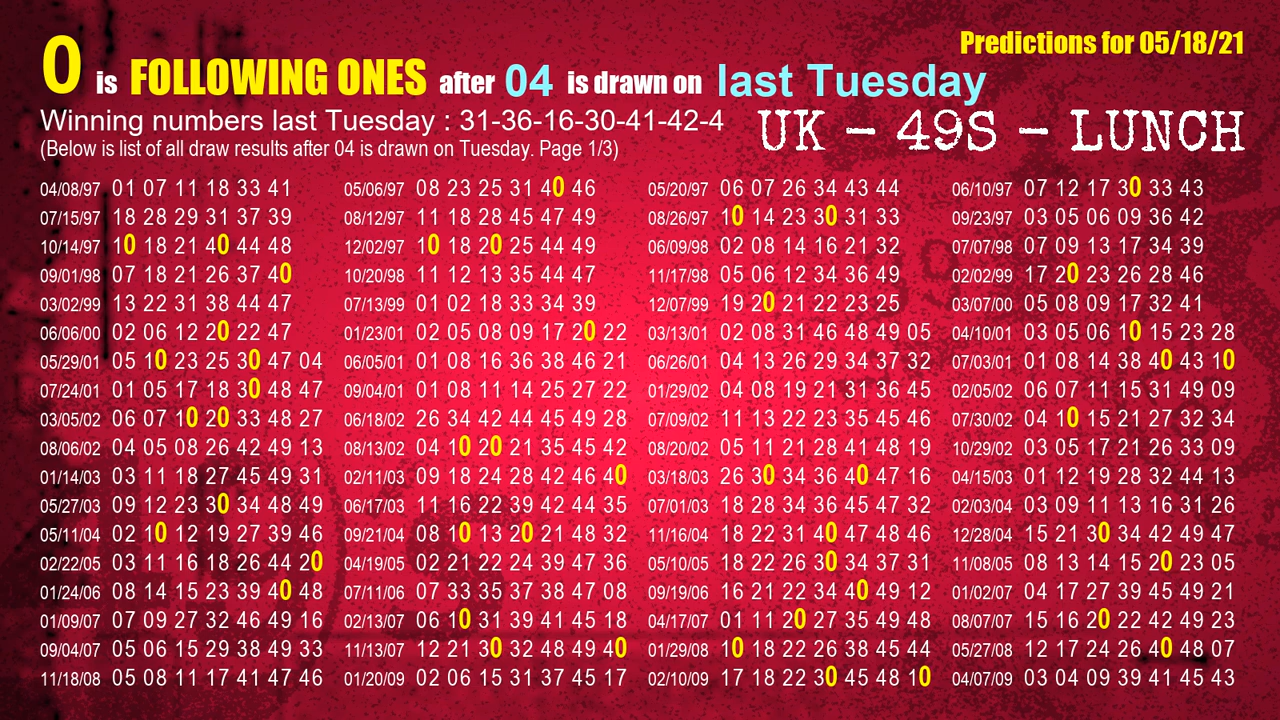 Predictions for 05/18/21
0 is FOLLOWING ONES after 04 is drawn on last Tuesday
Winning numbers last Tuesday : 31-36-16-30-41-42-4
UK - 49S - LUNCH
(Below is list of all draw results after 04 is drawn on Tuesday. Page 1/3)
04/08/97 01 07 11 18 33 41 05/06/97 08 23 25 31 40 46 05/20/97 06 07 26 34 43 44 06/10/97 07 12 17 30 33 43
07/15/97 18 28 29 31 37 39 08/12/97 11 18 28 45 47 49 08/26/97 10 14 23 30 31 33 09/23/97 03 05 06 09 36 42
10/14/97 10 18 21 40 44 48 12/02/97 10 18 20 25 44 49 06/09/98 02 08 14 16 21 32 07/07/98 07 09 13 17 34 39
09/01/98 07 18 21 26 37 40 10/20/98 11 12 13 35 44 47 11/17/98 05 06 12 34 36 49 02/02/99 17 20 23 26 28 46
03/02/99 13 22 31 38 44 47 07/13/99 01 02 18 33 34 39 12/07/99 19 20 21 22 23 25 03/07/00 05 08 09 17 32 41
06/06/00 02 06 12 20 22 47 01/23/01 02 05 08 09 17 20 22 03/13/01 02 08 31 46 48 49 05 04/10/01 03 05 06 10 15 23 28
05/29/01 05 10 23 25 30 47 04 06/05/01 01 08 16 36 38 46 21 06/26/01 04 13 26 29 34 37 32 07/03/01 01 08 14 38 40 43 10
07/24/01 01 05 17 18 30 48 47 09/04/01 01 08 11 14 25 27 22 01/29/02 04 08 19 21 31 36 45 02/05/02 06 07 11 15 31 49 09
03/05/02 06 07 10 20 33 48 27 06/18/02 26 34 42 44 45 49 28 07/09/02 11 13 22 23 35 45 46 07/30/02 04 10 15 21 27 32 34
08/06/02 04 05 08 26 42 49 13 08/13/02 04 10 20 21 35 45 42 08/20/02 05 11 21 28 41 48 19 10/29/02 03 05 17 21 26 33 09
01/14/03 03 11 18 27 45 49 31 02/11/03 09 18 24 28 42 46 40 03/18/03 26 30 34 36 40 47 16 04/15/03 01 12 19 28 32 44 13
05/27/03 09 12 23 30 34 48 49 06/17/03 11 16 22 39 42 44 35 07/01/03 18 28 34 36 45 47 32 02/03/04 03 09 11 13 16 31 26
05/11/04 02 10 12 19 27 39 46 09/21/04 08 10 13 20 21 48 32 11/16/04 18 22 31 40 47 48 46 12/28/04 15 21 30 34 42 49 47
02/22/05 03 11 16 18 26 44 20 04/19/05 02 21 22 24 39 47 36 05/10/05 18 22 26 30 34 37 31 11/08/05 08 13 14 15 20 23 05
01/24/06 08 14 15 23 39 40 48 07/11/06 07 33 35 37 38 47 08 09/19/06 16 21 22 34 40 49 12 01/02/07 04 17 27 39 45 49 21
01/09/07 07 09 27 32 46 49 16 02/13/07 06 10 31 39 41 45 18 04/17/07 01 11 20 27 35 49 48 08/07/07 15 16 20 22 42 49 23
09/04/07 05 06 15 29 38 49 33 11/13/07 12 21 30 32 48 49 40 01/29/08 10 18 22 26 38 45 44 05/27/08 12 17 24 26 40 48 07
11/18/08 05 08 11 17 41 47 46 01/20/09 02 06 15 31 37 45 17 02/10/09 17 18 22 30 45 48 10 04/07/09 03 04 09 39 41 45 43